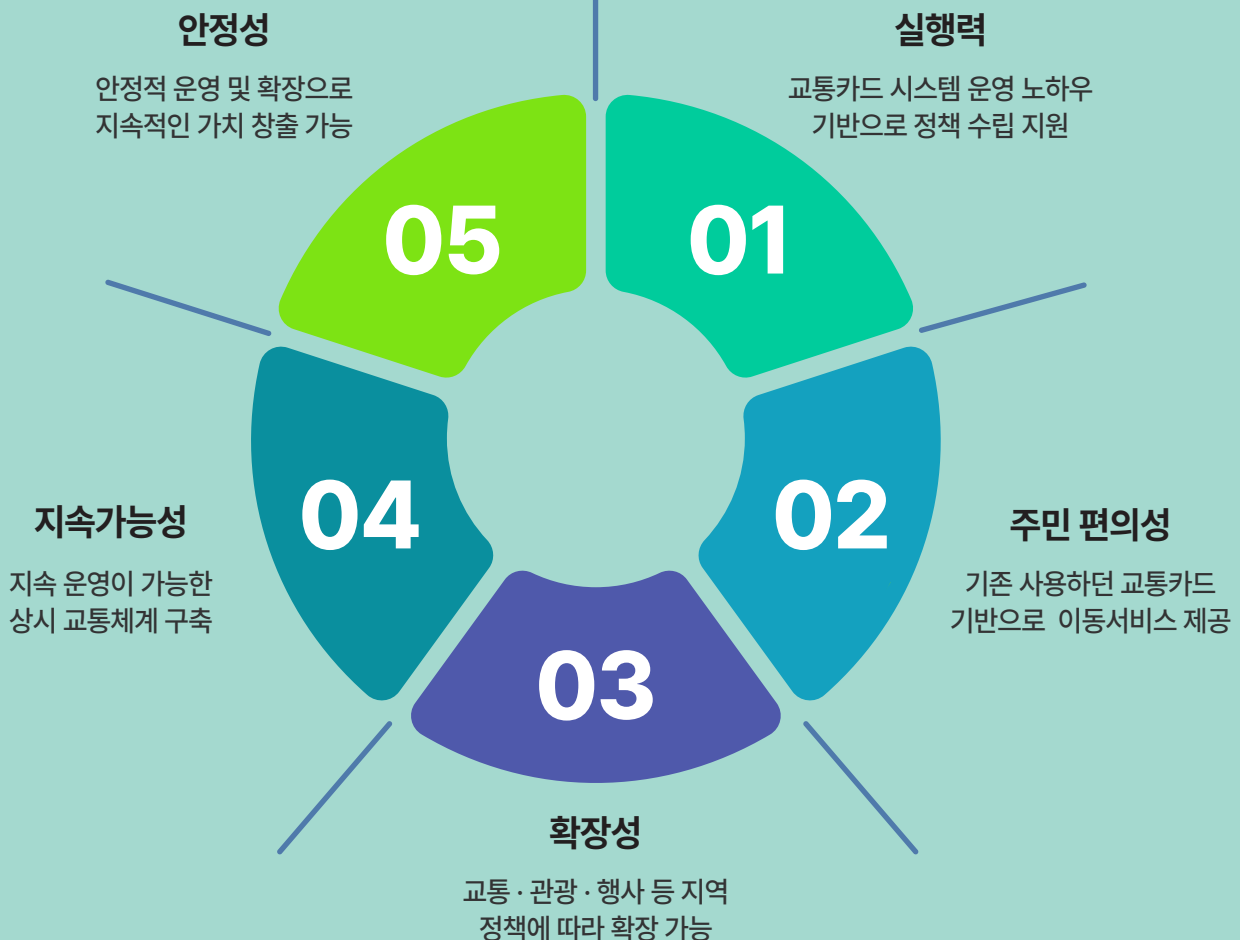 안정성
안정적 운영 및 확장으로
지속적인 가치 창출 가능
실행력
교통카드 시스템 운영 노하우
기반으로 정책 수립 지원
05
01
04
02
지속가능성
지속 운영이 가능한
상시 교통체계 구축
주민 편의성
기존 사용하던 교통카드
기반으로 이동서비스 제공
03
확장성
교통 · 관광 · 행사 등 지역
정책에 따라 확장 가능